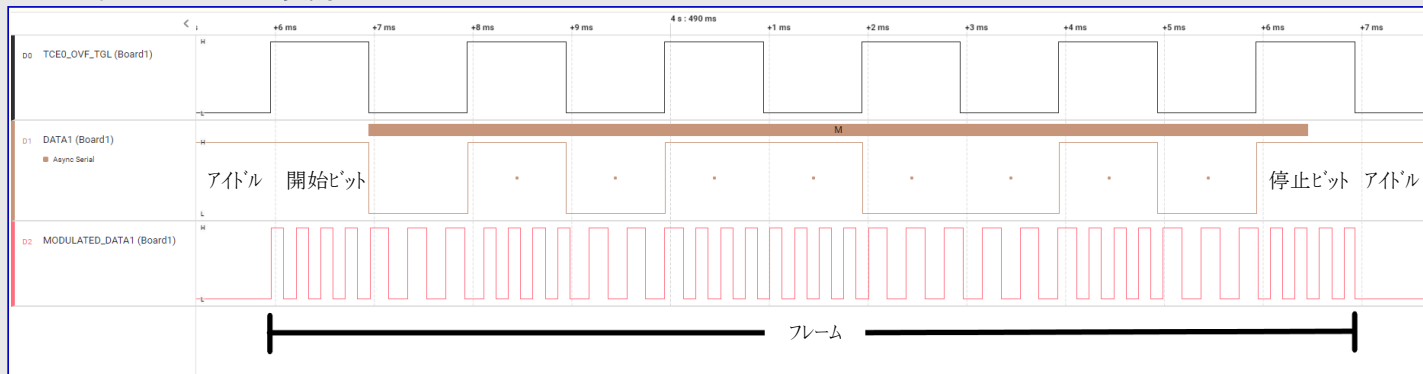 4 s : 490 ms
+6 ms +7 ms +8 ms +9 ms +1 ms +2 ms +3 ms +4 ms +5 ms +6 ms +7 ms
D0 TCE0_OVF_TGL (Board1) H L
M
D1 DATA1 (Board1) H L
Async Serial
アイドル 開始ビット 停止ビット アイドル
D2 MODULATED_DATA1 (Board1) H L
フレーム